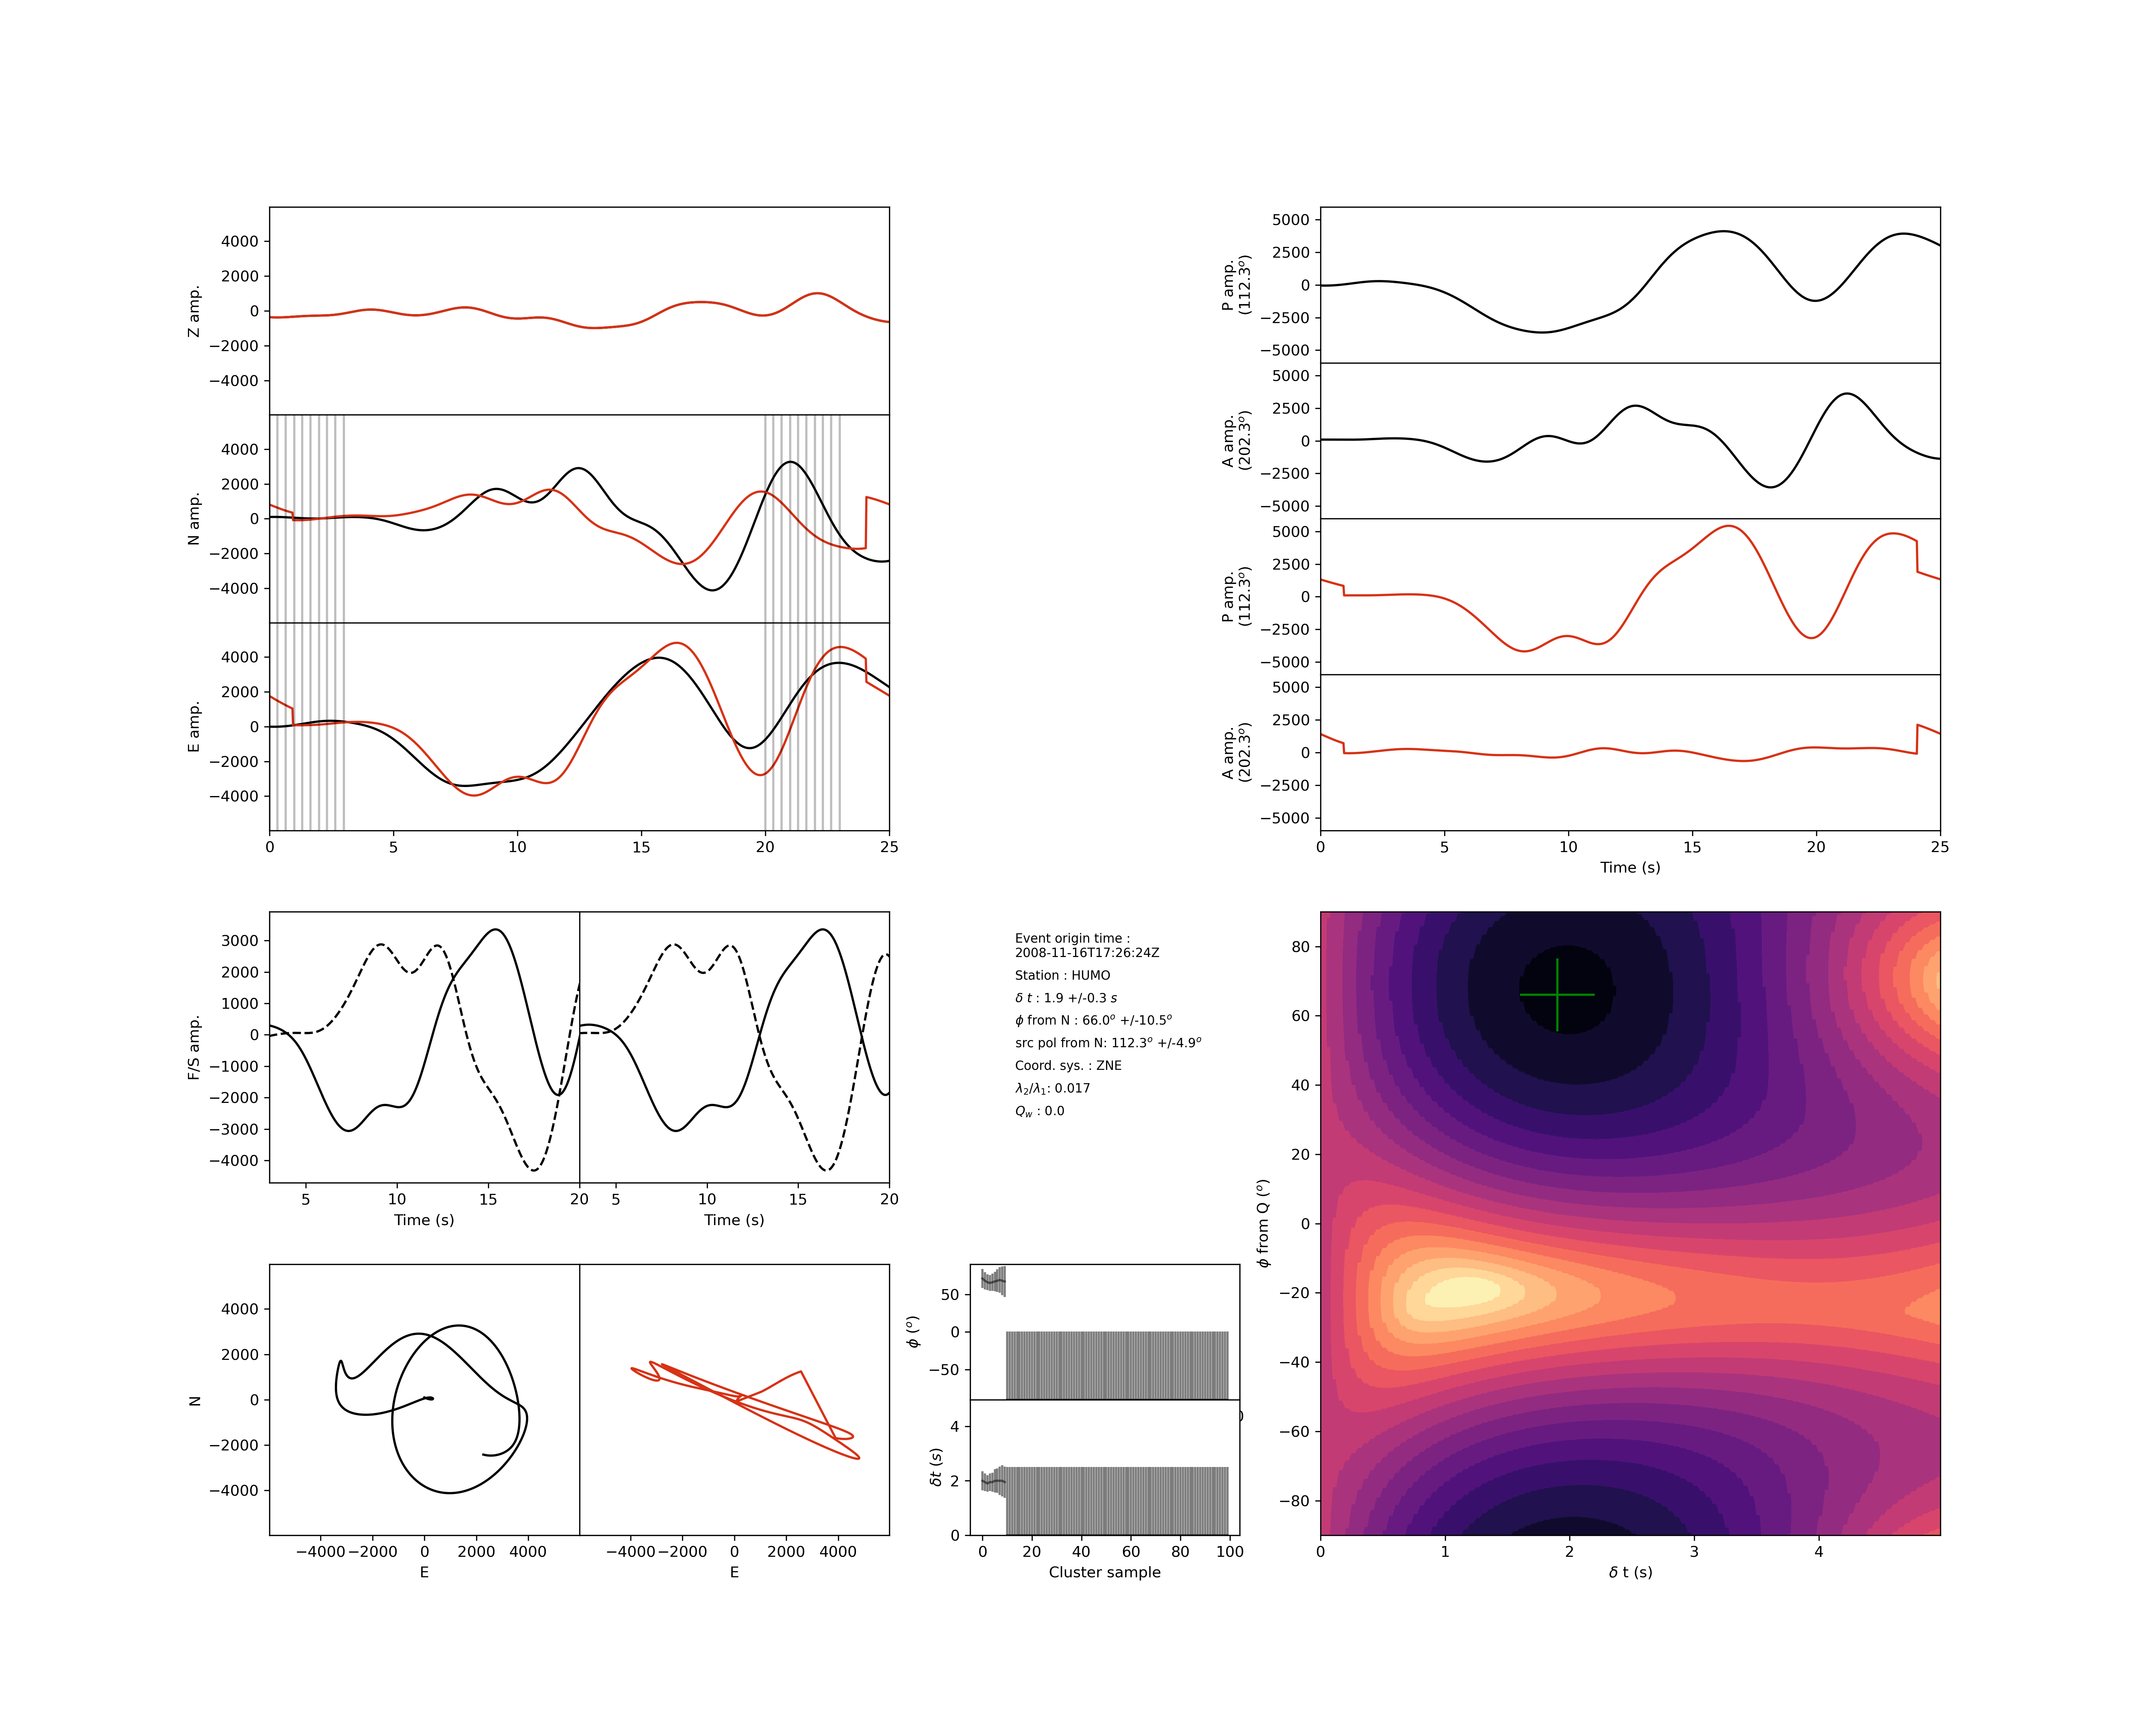 Z amp.
4000
2000
0
−2000
−4000
N amp.
4000
2000
0
−2000
−4000
E amp.
4000
2000
0
−2000
−4000
0 5 10 15 20 25
P amp.
(112.3o)
5000
2500
0
−2500
−5000
A amp.
(202.3o)
5000
2500
0
−2500
−5000
P amp.
(112.3o)
5000
2500
0
−2500
−5000
A amp.
(202.3o)
5000
2500
0
−2500
−5000
0 5 10 15 20 25
Time (s)
F/S amp.
3000
2000
1000
0
−1000
−2000
−3000
−4000
5 10 15 20 5 10 15 20
Time (s) Time (s)
Event origin time :
2008-11-16T17:26:24Z
Station : HUMO
δ t : 1.9 +/-0.3 s
ϕ from N : 66.0o +/-10.5o
src pol from N: 112.3o +/-4.9o
Coord. sys. : ZNE
λ2/λ1: 0.017
Qw : 0.0
N
4000
2000
0
−2000
−4000
−4000 −2000 0 2000 4000 −4000 −2000 0 2000 4000
E E
ϕ (o)
50
0
−50
δt (s)
4
2
0
0 20 40 60 80 100
Cluster sample
ϕ from Q (o)
80
60
40
20
0
−20
−40
−60
−80
0 1 2 3 4
δ t (s)